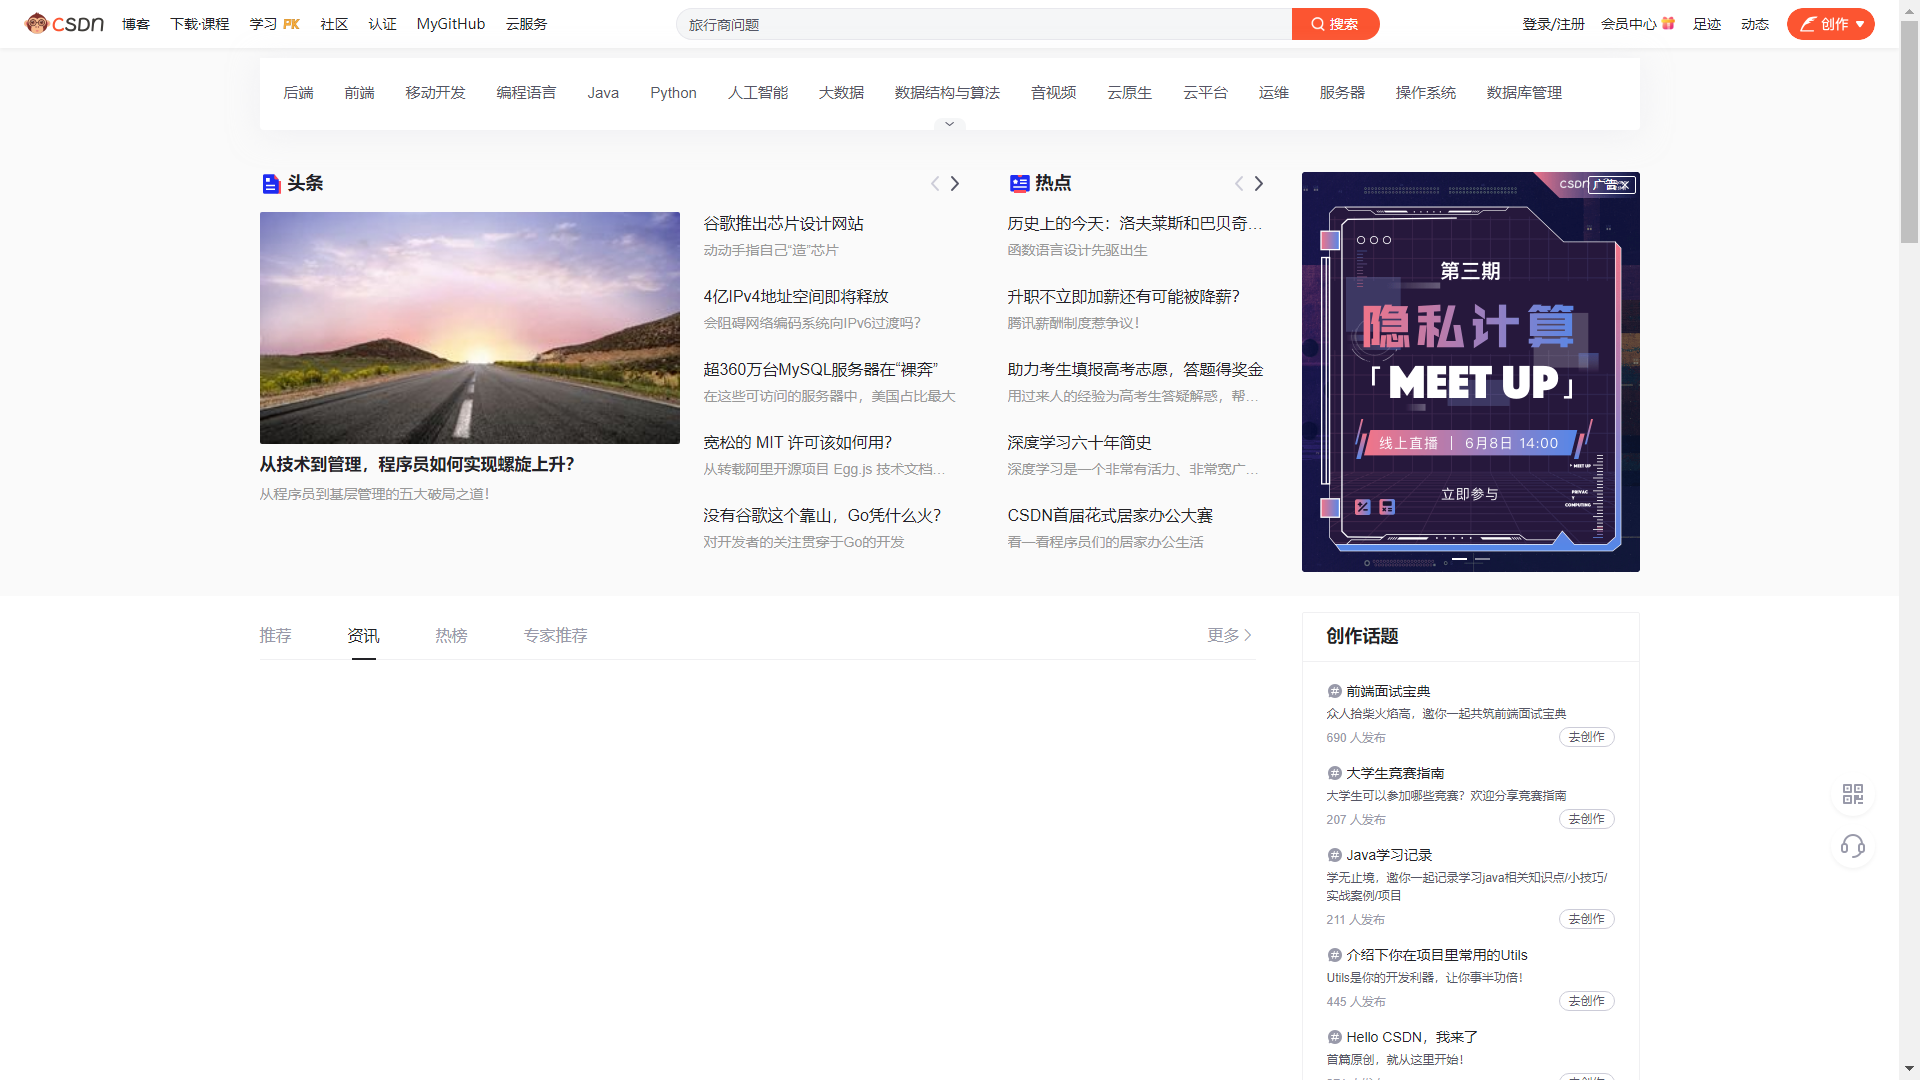 CSDN 博客 下载·课程 学习 PK 社区 认证 MyGitHub 云服务 旅行商问题 搜索 登录/注册 会员中心 足迹 动态 创作
后端 前端 移动开发 编程语言 Java Python 人工智能 大数据 数据结构与算法 音视频 云原生 云平台 运维 服务器 操作系统 数据库管理
头条
从技术到管理，程序员如何实现螺旋上升？
从程序员到基层管理的五大破局之道！
谷歌推出芯片设计网站
动动手指自己“造”芯片
4亿IPv4地址空间即将释放
会阻碍网络编码系统向IPv6过渡吗？
超360万台MySQL服务器在“裸奔”
在这些可访问的服务器中，美国占比最大
宽松的 MIT 许可该如何用？
从转载阿里开源项目 Egg.js 技术文档...
没有谷歌这个靠山，Go凭什么火？
对开发者的关注贯穿于Go的开发
热点
历史上的今天：洛夫莱斯和巴贝奇...
函数语言设计先驱出生
升职不立即加薪还有可能被降薪？
腾讯薪酬制度惹争议！
助力考生填报高考志愿，答题得奖金
用过来人的经验为高考生答疑解惑，帮...
深度学习六十年简史
深度学习是一个非常有活力、非常宽广...
CSDN首届花式居家办公大赛
看一看程序员们的居家办公生活
CSDN
广告
第三期
隐私计算
「MEET UP」
线上直播 | 6月8日 14:00
立即参与
MEET UP
PRIVAC
Y
COMPUTING
推荐 资讯 热榜 专家推荐 更多
创作话题
前端面试宝典
众人拾柴火焰高，邀你一起共筑前端面试宝典
690 人发布 去创作
大学生竞赛指南
大学生可以参加哪些竞赛？欢迎分享竞赛指南
207 人发布 去创作
Java学习记录
学无止境，邀你一起记录学习java相关知识点/小技巧/
实战案例/项目
211 人发布 去创作
介绍下你在项目里常用的Utils
Utils是你的开发利器，让你事半功倍！
445 人发布 去创作
Hello CSDN，我来了
首篇原创，就从这里开始！